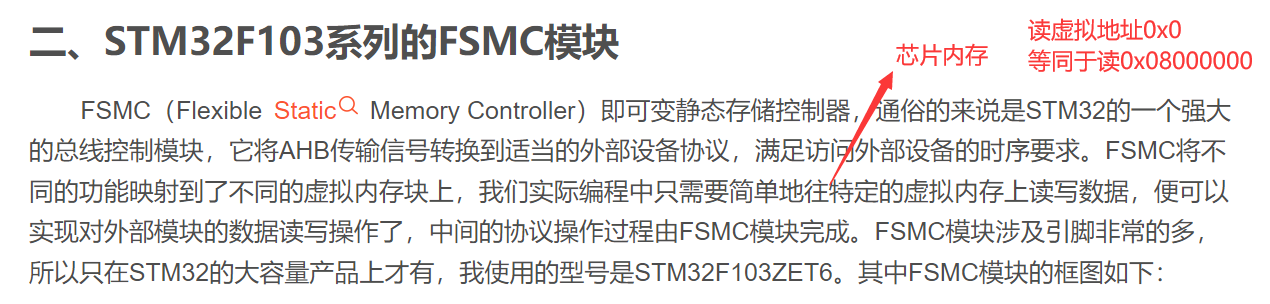 二、STM32F103系列的FSMC模块
读虚拟地址0x0
芯片内存
等同于读0x08000000
FSMC（Flexible Static Memory Controller）即可变静态存储控制器，通俗的来说是STM32的一个强大
的总线控制模块，它将AHB传输信号转换到适当的外部设备协议，满足访问外部设备的时序要求。FSMC将不
同的功能映射到了不同的虚拟内存块上，我们实际编程中只需要简单地往特定的虚拟内存上读写数据，便可以
实现对外部模块的数据读写操作了，中间的协议操作过程由FSMC模块完成。FSMC模块涉及引脚非常的多，
所以只在STM32的大容量产品上才有，我使用的型号是STM32F103ZET6。其中FSMC模块的框图如下：